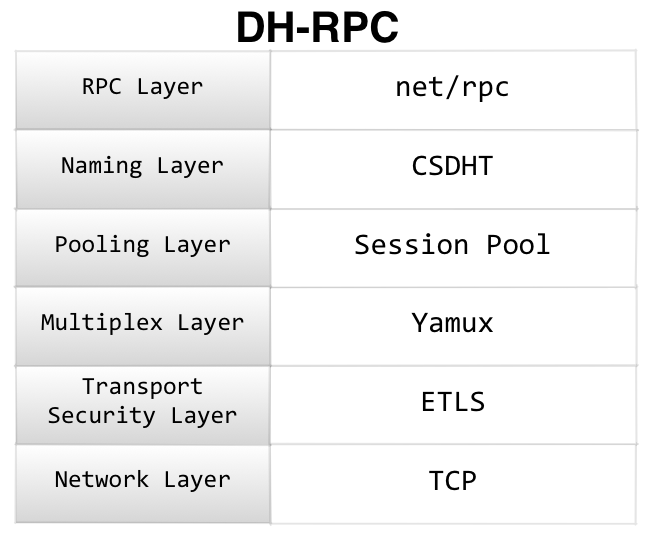 DH-RPC
RPC Layer
net/rpc
Naming Layer
CSDHT
Pooling Layer
Session Pool
Multiplex Layer
Yamux
Transport
Security Layer
ETLS
Network Layer
TCP